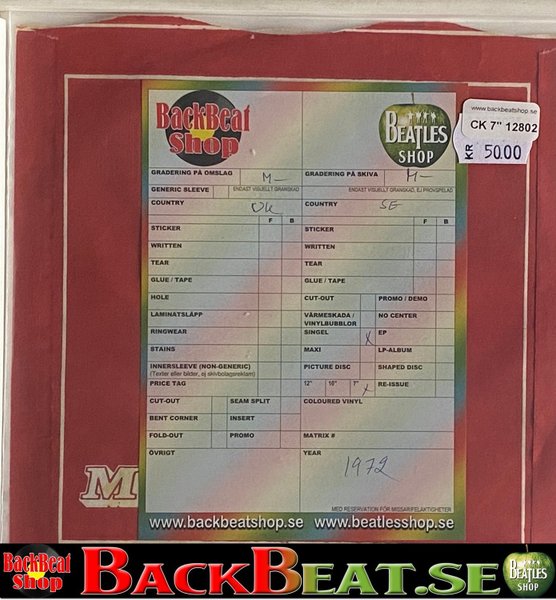 www.backbeatshop.se
CK 7" 12802
KR 50.00
BackBeat
Shop
BEATLES
SHOP
GRADERING PÅ OMSLAG M-
GRADERING PÅ SKIVA M-
GENERIC SLEEVE ENDAST VISUELLT GRANSKAD
ENDAST VISUELLT GRANSKAD, EJ PROVSPELAD
COUNTRY UK
COUNTRY SE
F B
F B
STICKER
STICKER
WRITTEN
WRITTEN
TEAR
TEAR
GLUE / TAPE
GLUE / TAPE
HOLE
CUT-OUT PROMO / DEMO
LAMINATSLÄPP
VÄRMESKADA /
VINYLBUBBLOR
NO CENTER
RINGWEAR
SINGEL X EP
STAINS
MAXI LP-ALBUM
INNERSLEEVE (NON-GENERIC)
(Texter eller bilder, ej skivbolagsreklam)
PICTURE DISC SHAPED DISC
PRICE TAG
12" 10" 7" X RE-ISSUE
CUT-OUT SEAM SPLIT
COLOURED VINYL
BENT CORNER INSERT
FOLD-OUT PROMO
MATRIX #
ÖVRIGT
YEAR
1972
M
MED RESERVATION FÖR MISSARIFELAKTIGHETER
www.backbeatshop.se www.beatlesshop.se
BackBeat
Shop
BACKBEAT.SE
BEATLES
SHOP